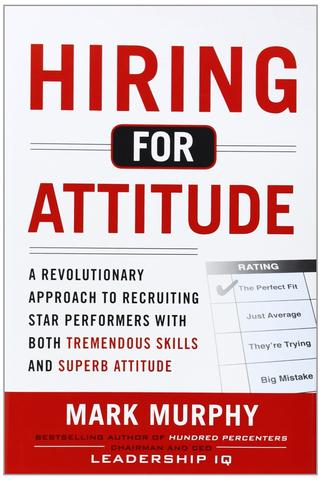 HIRING
FOR
ATTITUDE
A REVOLUTIONARY
APPROACH TO RECRUITING
STAR PERFORMERS WITH
BOTH TREMENDOUS SKILLS
AND SUPERB ATTITUDE
RATING
The Perfect Fit
Just Average
They're Trying
Big Mistake
MARK MURPHY
BESTSELLING AUTHOR OF HUNDRED PERCENTERS
CHAIRMAN AND CEO
LEADERSHIP IQ